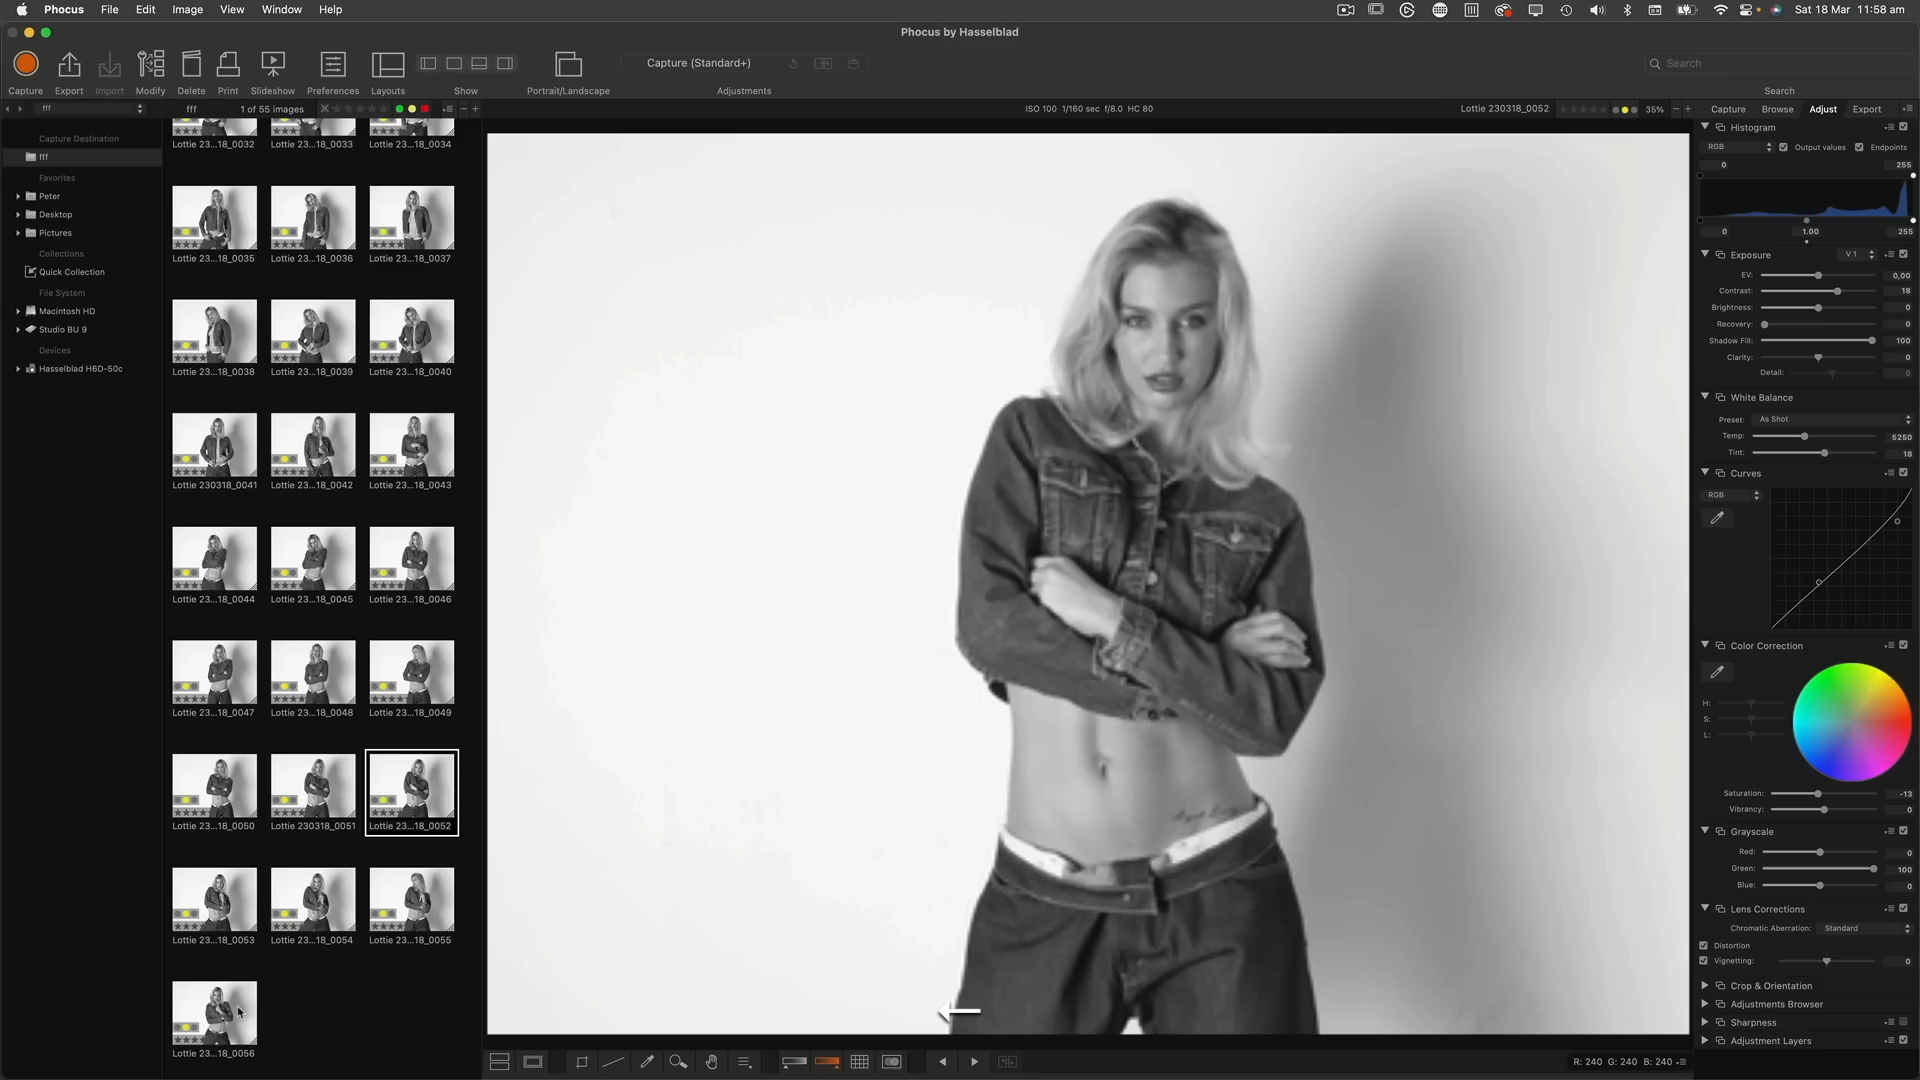 Phocus File Edit Image View Window Help Sat 18 Mar 11:58 am
Phocus by Hasselblad
Capture (Standard+)
Search
Capture Export Import Modify Delete Print Slideshow Preferences Layouts Show Portrait/Landscape Adjustments Search
fff
fff 1 of 55 images
ISO 100 1/160 sec f/8.0 HC 80
Lottie 230318_0052
35%
Capture Browse Adjust Export
Capture Destination
fff
Favorites
Peter
Desktop
Pictures
Collections
Quick Collection
File System
Macintosh HD
Studio BU 9
Devices
Hasselblad H6D-50c
Lottie 23...18_0032 Lottie 23...18_0033 Lottie 23...18_0034
Lottie 23...18_0035 Lottie 23...18_0036 Lottie 23...18_0037
Lottie 23...18_0038 Lottie 23...18_0039 Lottie 23...18_0040
Lottie 230318_0041 Lottie 23...18_0042 Lottie 23...18_0043
Lottie 23...18_0044 Lottie 23...18_0045 Lottie 23...18_0046
Lottie 23...18_0047 Lottie 23...18_0048 Lottie 23...18_0049
Lottie 23...18_0050 Lottie 230318_0051 Lottie 23...18_0052
Lottie 23...18_0053 Lottie 23...18_0054 Lottie 23...18_0055
Lottie 23...18_0056
Histogram
RGB Output values Endpoints
0 255
0 1.00 255
Exposure V 1
EV: 0,00
Contrast: 18
Brightness: 0
Recovery: 0
Shadow Fill: 100
Clarity: 0
Detail: 0
White Balance
Preset: As Shot
Temp: 5250
Tint: 18
Curves
RGB
Color Correction
H:
S:
L:
Saturation: -13
Vibrancy: 0
Grayscale
Red: 0
Green: 100
Blue: 0
Lens Corrections
Chromatic Aberration: Standard
Distortion
Vignetting: 0
Crop & Orientation
Adjustments Browser
Sharpness
Adjustment Layers
R: 240 G: 240 B: 240